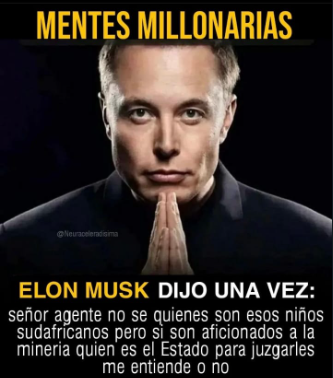 MENTES MILLONARIAS
@Neuraceleradisima
ELON MUSK DIJO UNA VEZ:
señor agente no se quienes son esos niños
sudafricanos pero si son aficionados a la
mineria quien es el Estado para juzgarles
me entiende o no